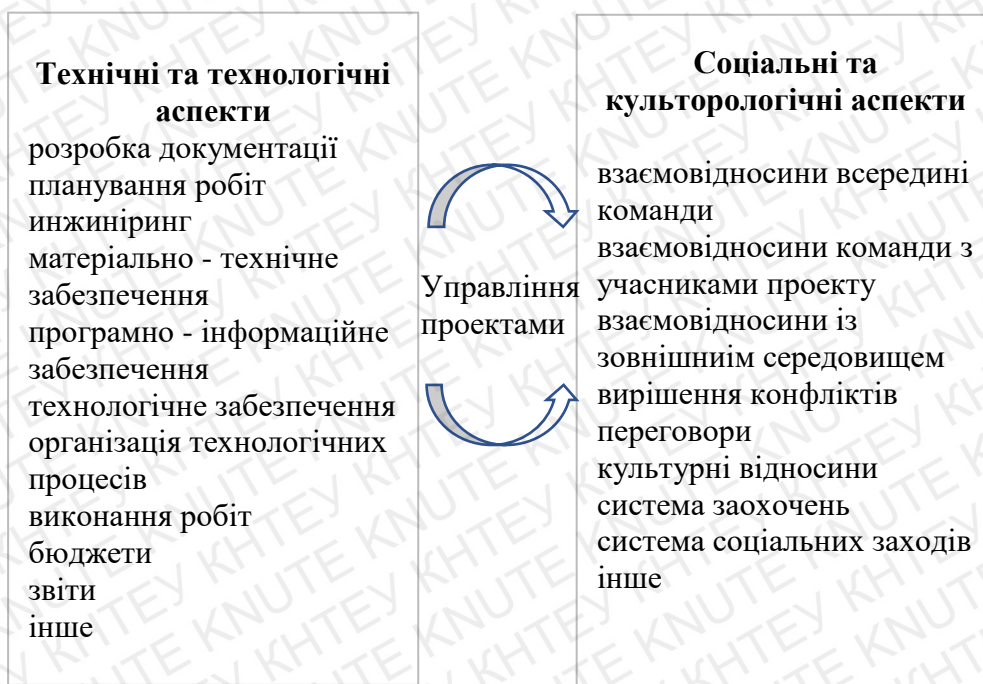 Технічні та технологічні
аспекти
розробка документації
планування робіт
инжиніринг
матеріально - технічне
забезпечення
програмно - інформаційне
забезпечення
технологічне забезпечення
організація технологічних
процесів
виконання робіт
бюджети
звіти
інше
Управління
проектами
Соціальні та
культорологічні аспекти
взаємовідносини всередині
команди
взаємовідносини команди з
учасниками проекту
взаємовідносини із
зовнішниім середовищем
вирішення конфліктів
переговори
культурні відносини
система заохочень
система соціальних заходів
інше